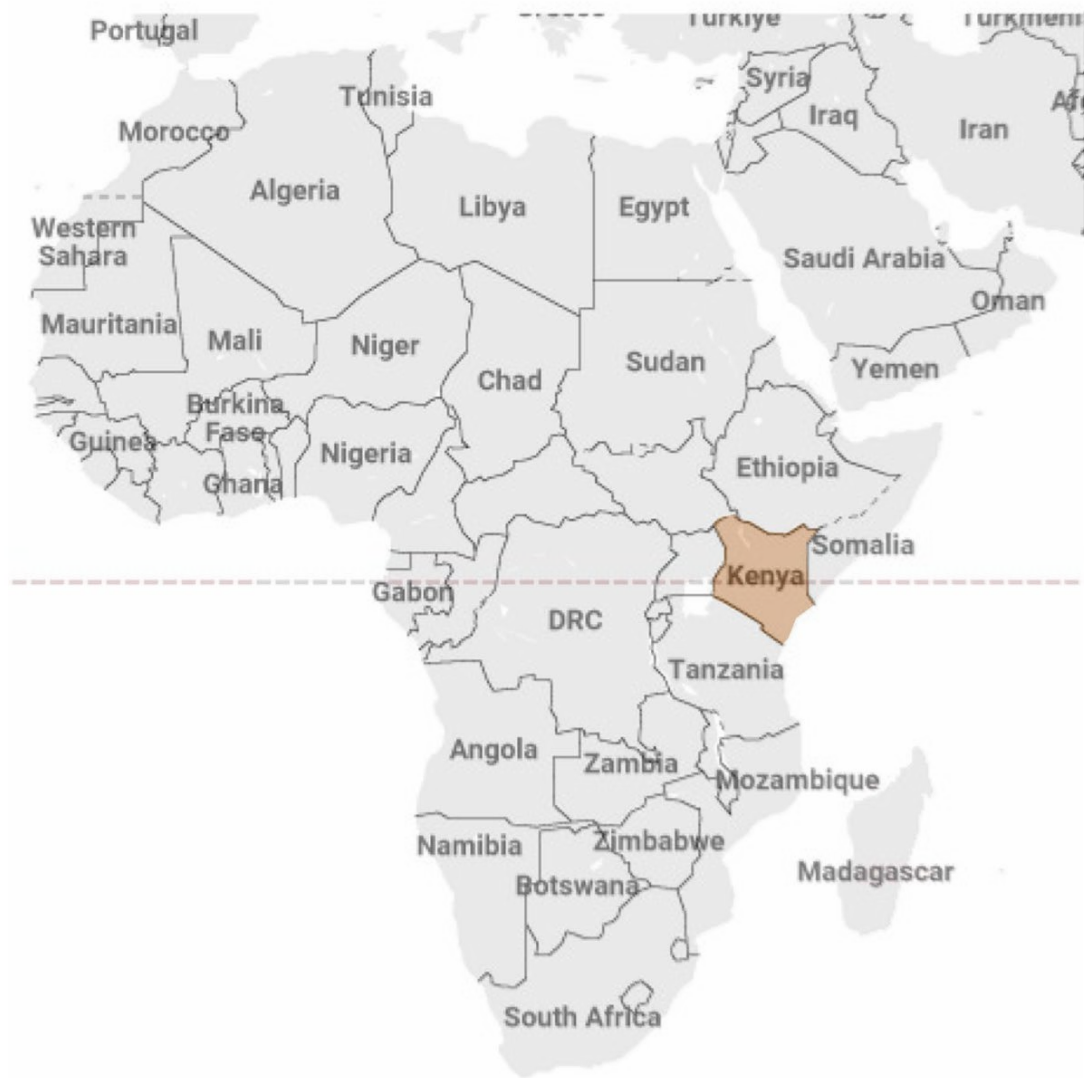 Portugal
Türkiye
Tunisia
Syria
Iraq
Iran
Morocco
Algeria
Libya
Egypt
Western
Sahara
Saudi Arabia
Oman
Mauritania
Mali
Niger
Chad
Sudan
Yemen
Burkina
Faso
Guinea
Ghana
Nigeria
Ethiopia
Somalia
Kenya
Gabon
DRC
Tanzania
Angola
Zambia
Mozambique
Namibia
Zimbabwe
Botswana
Madagascar
South Africa